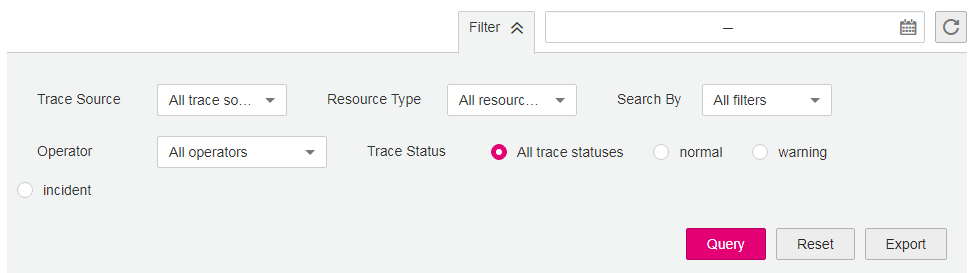 Filter
--
Trace Source All trace so... Resource Type All resourc... Search By All filters
Operator All operators Trace Status All trace statuses normal warning
incident
Query Reset Export